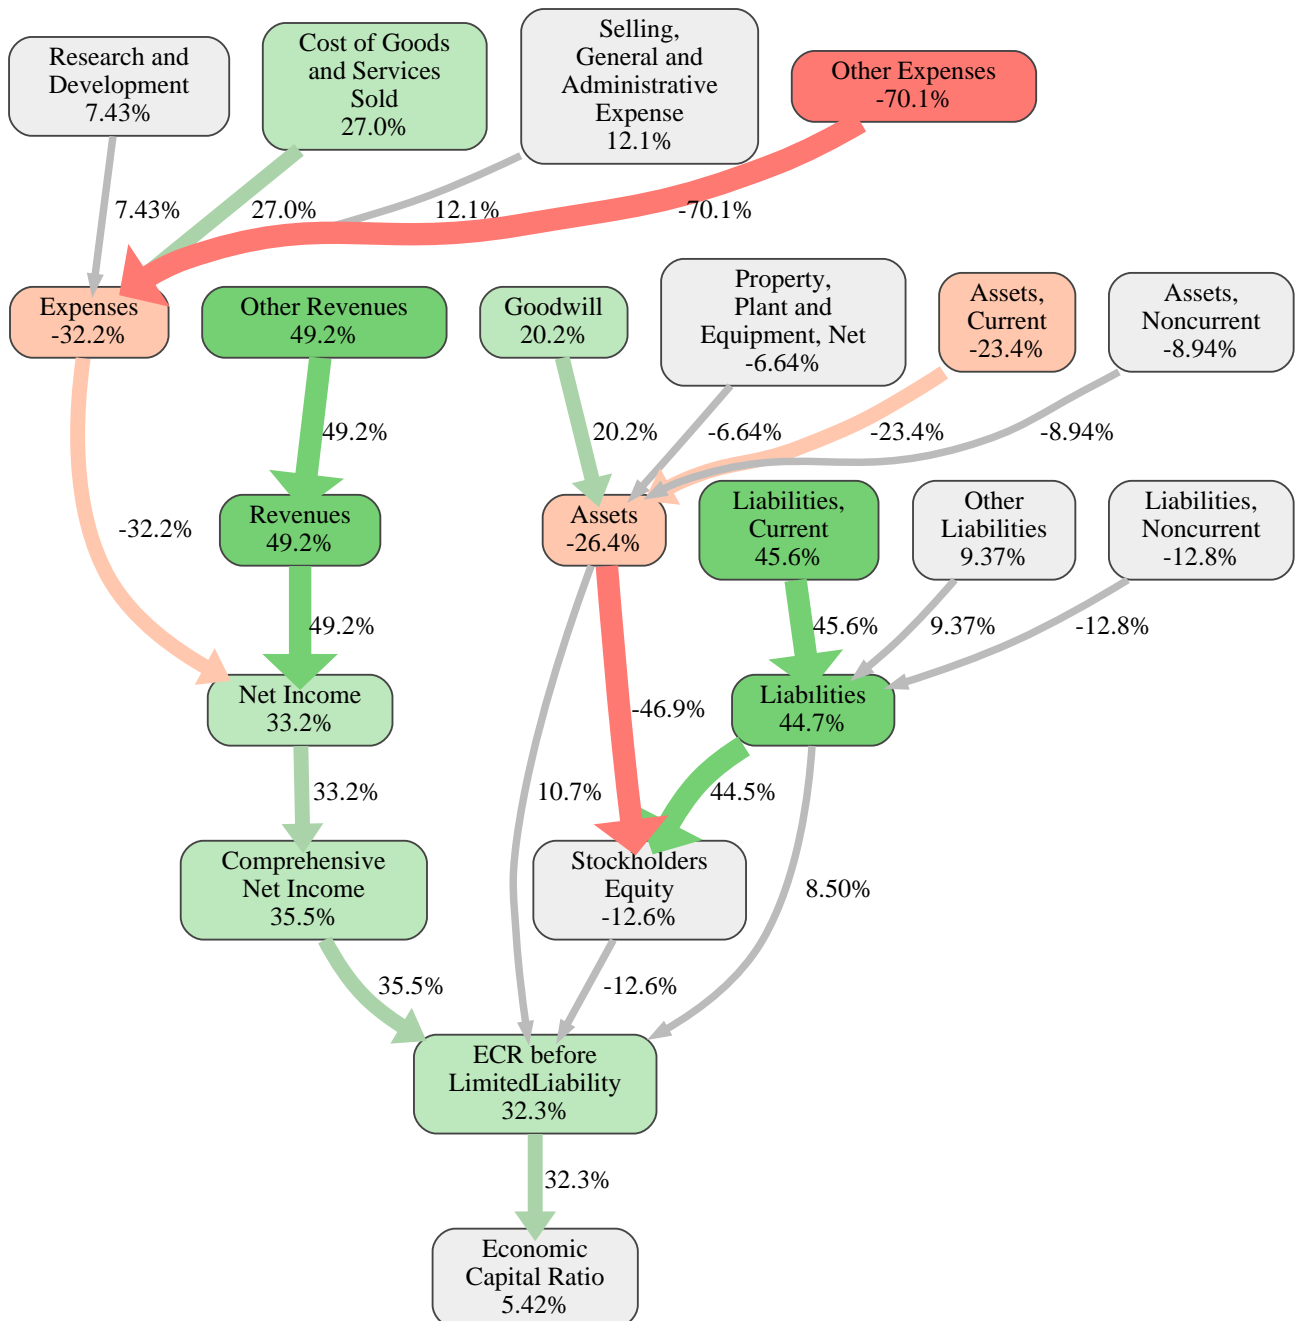 Research and
Development
7.43%
Cost of Goods
and Services
Sold
27.0%
Selling,
General and
Administrative
Expense
12.1%
Other Expenses
-70.1%
7.43%
27.0%
12.1%
-70.1%
Expenses
-32.2%
Other Revenues
49.2%
Goodwill
20.2%
Property,
Plant and
Equipment, Net
-6.64%
Assets,
Current
-23.4%
Assets,
Noncurrent
-8.94%
49.2%
20.2%
-6.64%
-23.4%
-8.94%
-32.2%
Revenues
49.2%
Assets
-26.4%
Liabilities,
Current
45.6%
Other
Liabilities
9.37%
Liabilities,
Noncurrent
-12.8%
49.2%
45.6%
9.37%
-12.8%
Net Income
33.2%
-46.9%
Liabilities
44.7%
33.2%
10.7%
44.5%
Comprehensive
Net Income
35.5%
Stockholders
Equity
-12.6%
8.50%
35.5%
-12.6%
ECR before
LimitedLiability
32.3%
32.3%
Economic
Capital Ratio
5.42%